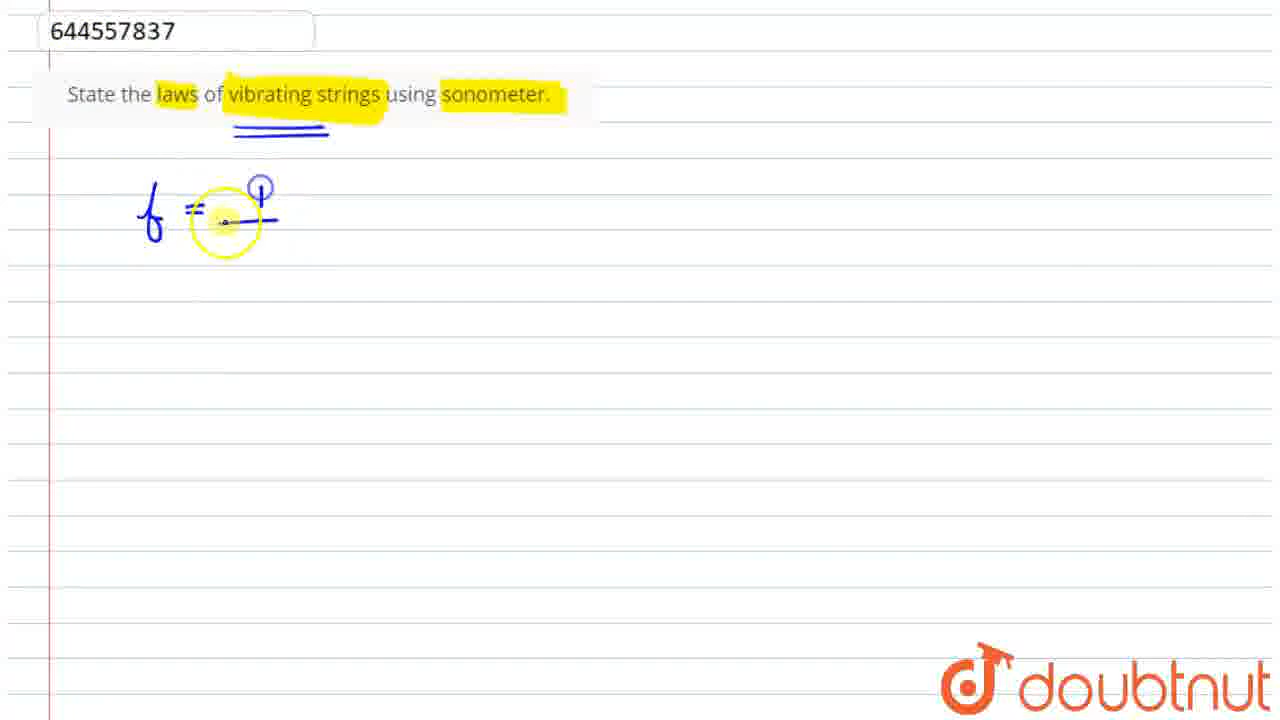 644557837
State the laws of vibrating strings using sonometer.
f = 1
doubtnut